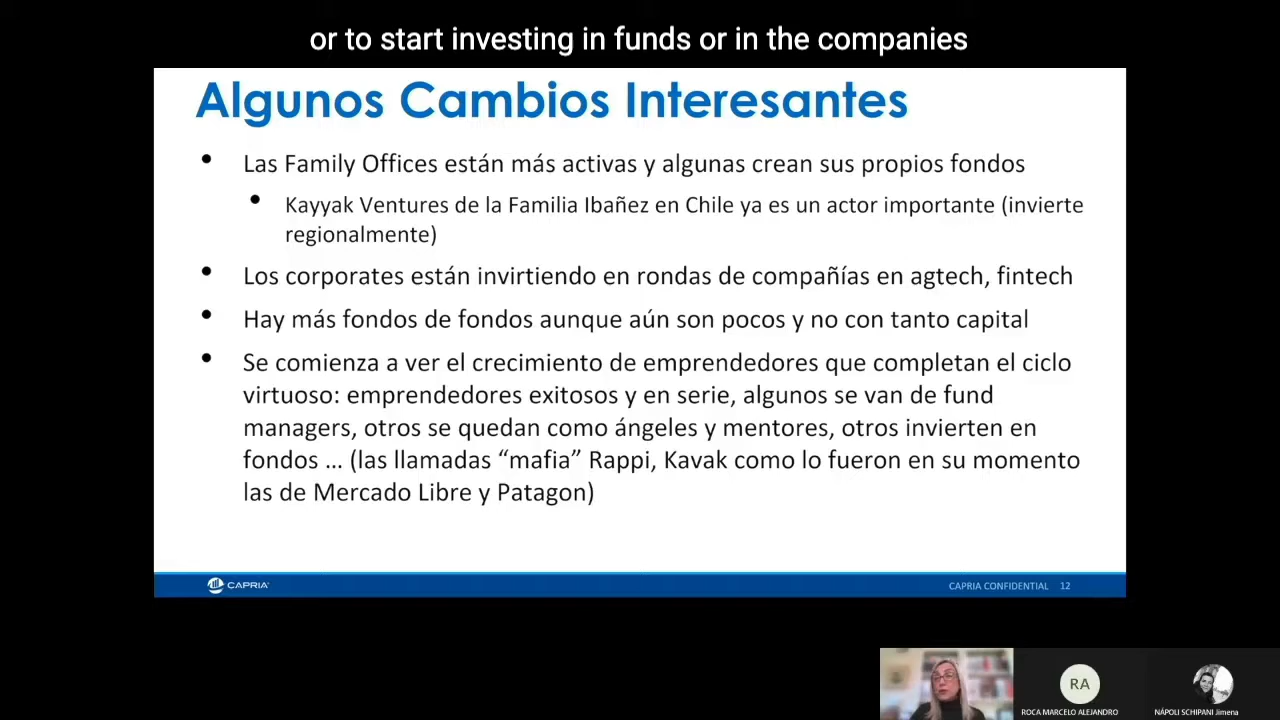 or to start investing in funds or in the companies
Algunos Cambios Interesantes
• Las Family Offices están más activas y algunas crean sus propios fondos
• Kayyak Ventures de la Familia Ibañez en Chile ya es un actor importante (invierte
regionalmente)
• Los corporates están invirtiendo en rondas de compañías en agtech, fintech
• Hay más fondos de fondos aunque aún son pocos y no con tanto capital
• Se comienza a ver el crecimiento de emprendedores que completan el ciclo
virtuoso: emprendedores exitosos y en serie, algunos se van de fund
managers, otros se quedan como ángeles y mentores, otros invierten en
fondos … (las llamadas “mafia” Rappi, Kavak como lo fueron en su momento
las de Mercado Libre y Patagon)
CAPRIA
CAPRIA CONFIDENTIAL 12
RA
ROCA MARCELO ALEJANDRO
NÁPOLI SCHIPANI Jimena